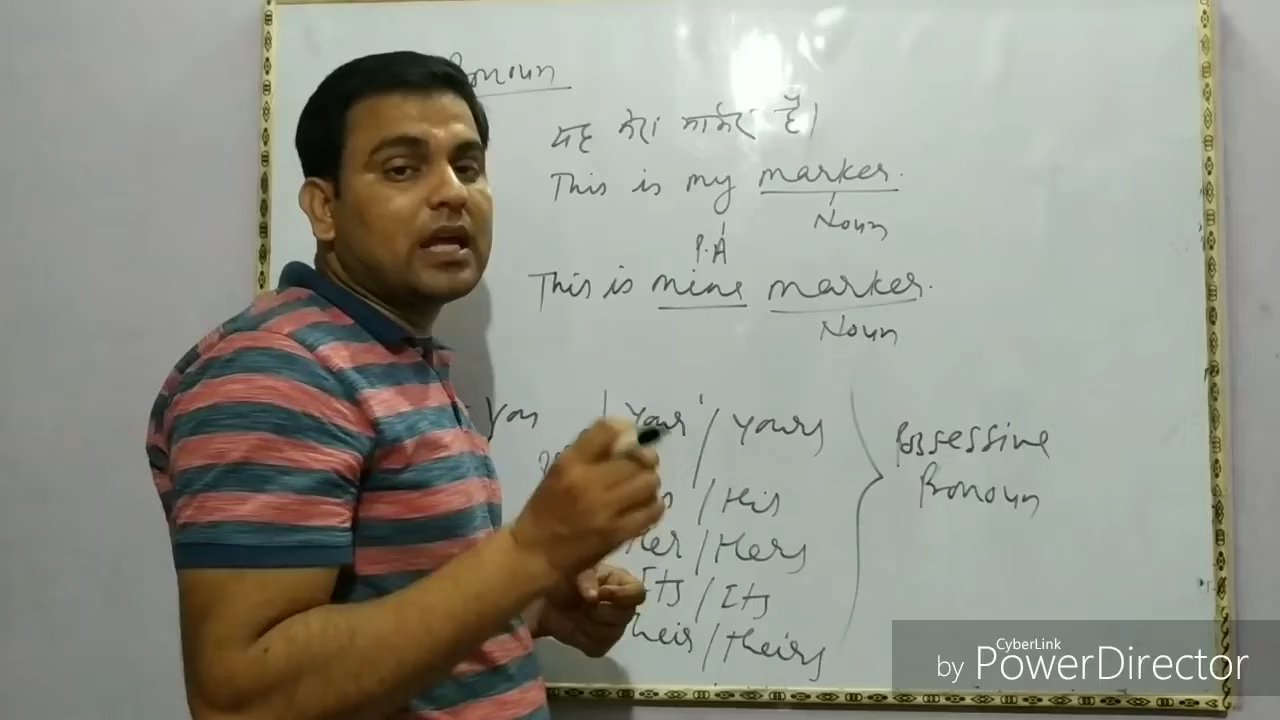 Pronoun
यह मेरा मार्कर है।
This is my marker.
Noun
P.A
This is mine marker.
Noun
You / Your / Yours
/ His
Her / Hers
Its / Its
Their / Theirs
Possessive
Pronoun
CyberLink
by PowerDirector